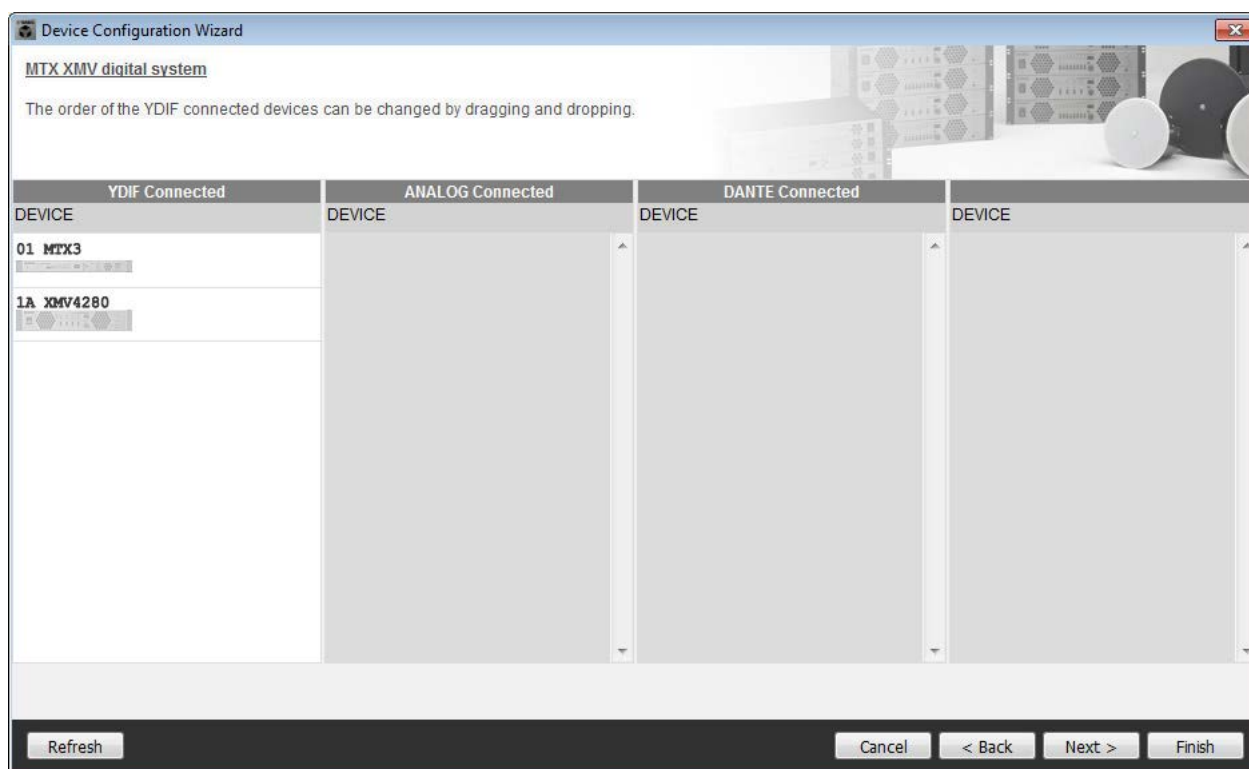 Device Configuration Wizard
MTX XMV digital system
The order of the YDIF connected devices can be changed by dragging and dropping.
YDIF Connected
ANALOG Connected
DANTE Connected
DEVICE
DEVICE
DEVICE
DEVICE
01 MTX3
1A XMV4280
Refresh
Cancel
< Back
Next >
Finish